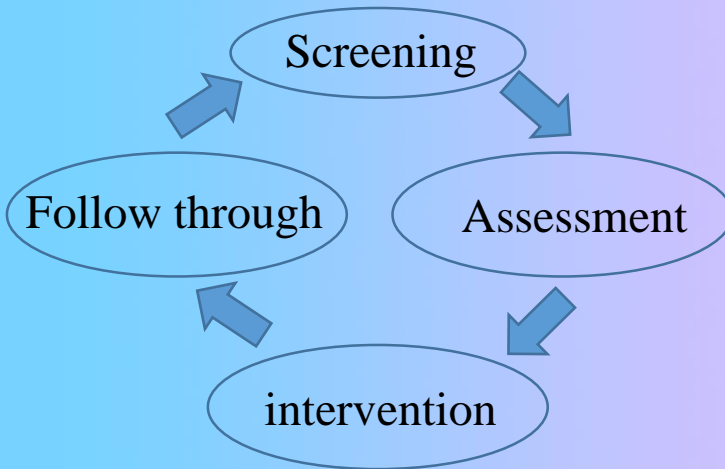 Screening
Assessment
intervention
Follow through